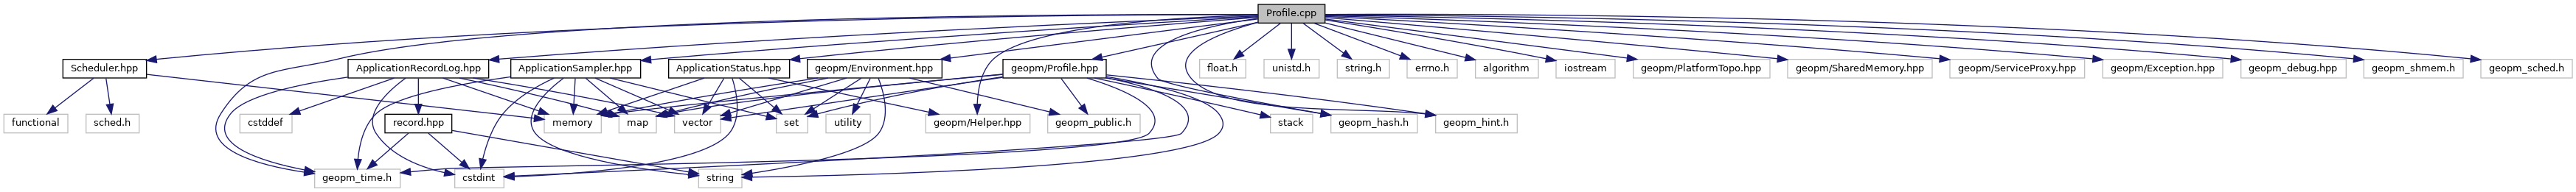 Profile.cpp
Scheduler.hpp
ApplicationRecordLog.hpp
ApplicationSampler.hpp
ApplicationStatus.hpp
geopm/Environment.hpp
geopm/Profile.hpp
float.h
unistd.h
string.h
errno.h
algorithm
iostream
geopm/PlatformTopo.hpp
geopm/SharedMemory.hpp
geopm/ServiceProxy.hpp
geopm/Exception.hpp
geopm_debug.hpp
geopm_shmem.h
geopm_sched.h
functional
sched.h
cstddef
record.hpp
memory
map
vector
set
utility
geopm/Helper.hpp
geopm_public.h
stack
geopm_hash.h
geopm_hint.h
geopm_time.h
cstdint
string